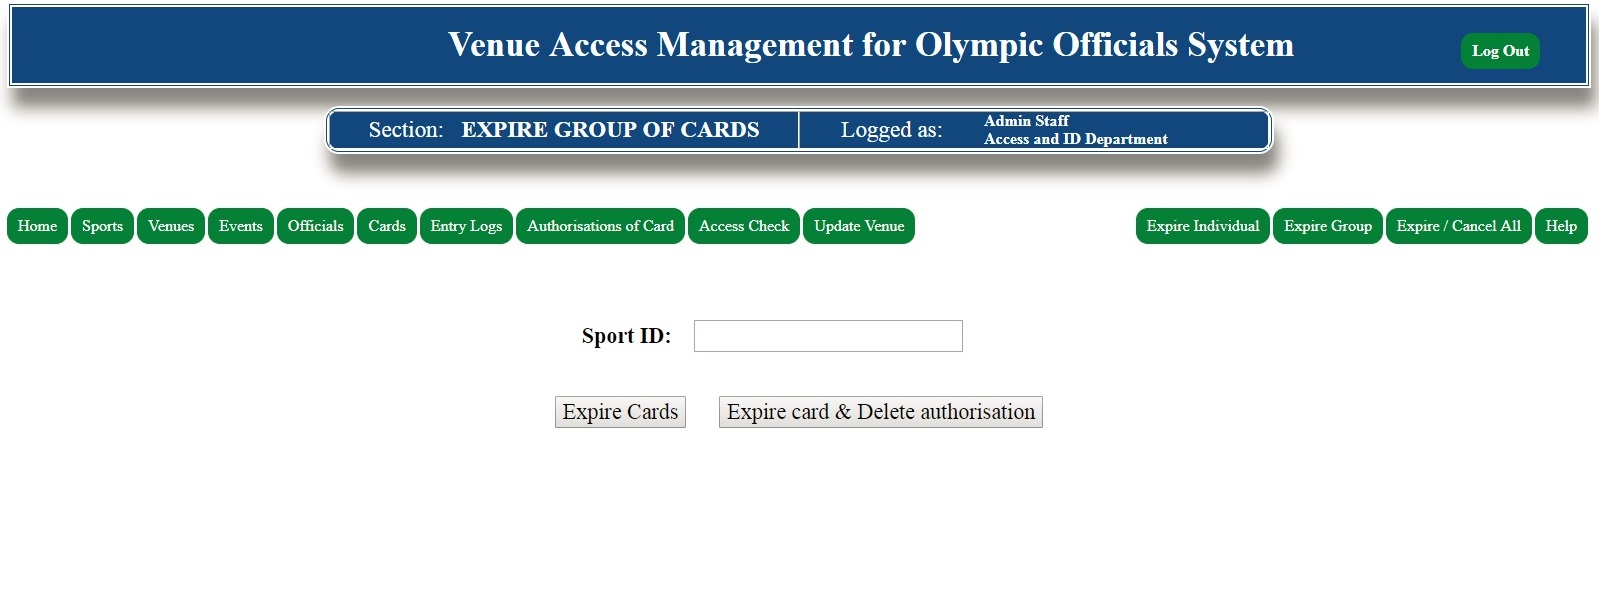 Venue Access Management for Olympic Officials System
Log Out
Section: EXPIRE GROUP OF CARDS
Logged as: Admin Staff
Access and ID Department
Home Sports Venues Events Officials Cards Entry Logs Authorisations of Card Access Check Update Venue Expire Individual Expire Group Expire / Cancel All Help
Sport ID:
Expire Cards Expire card & Delete authorisation